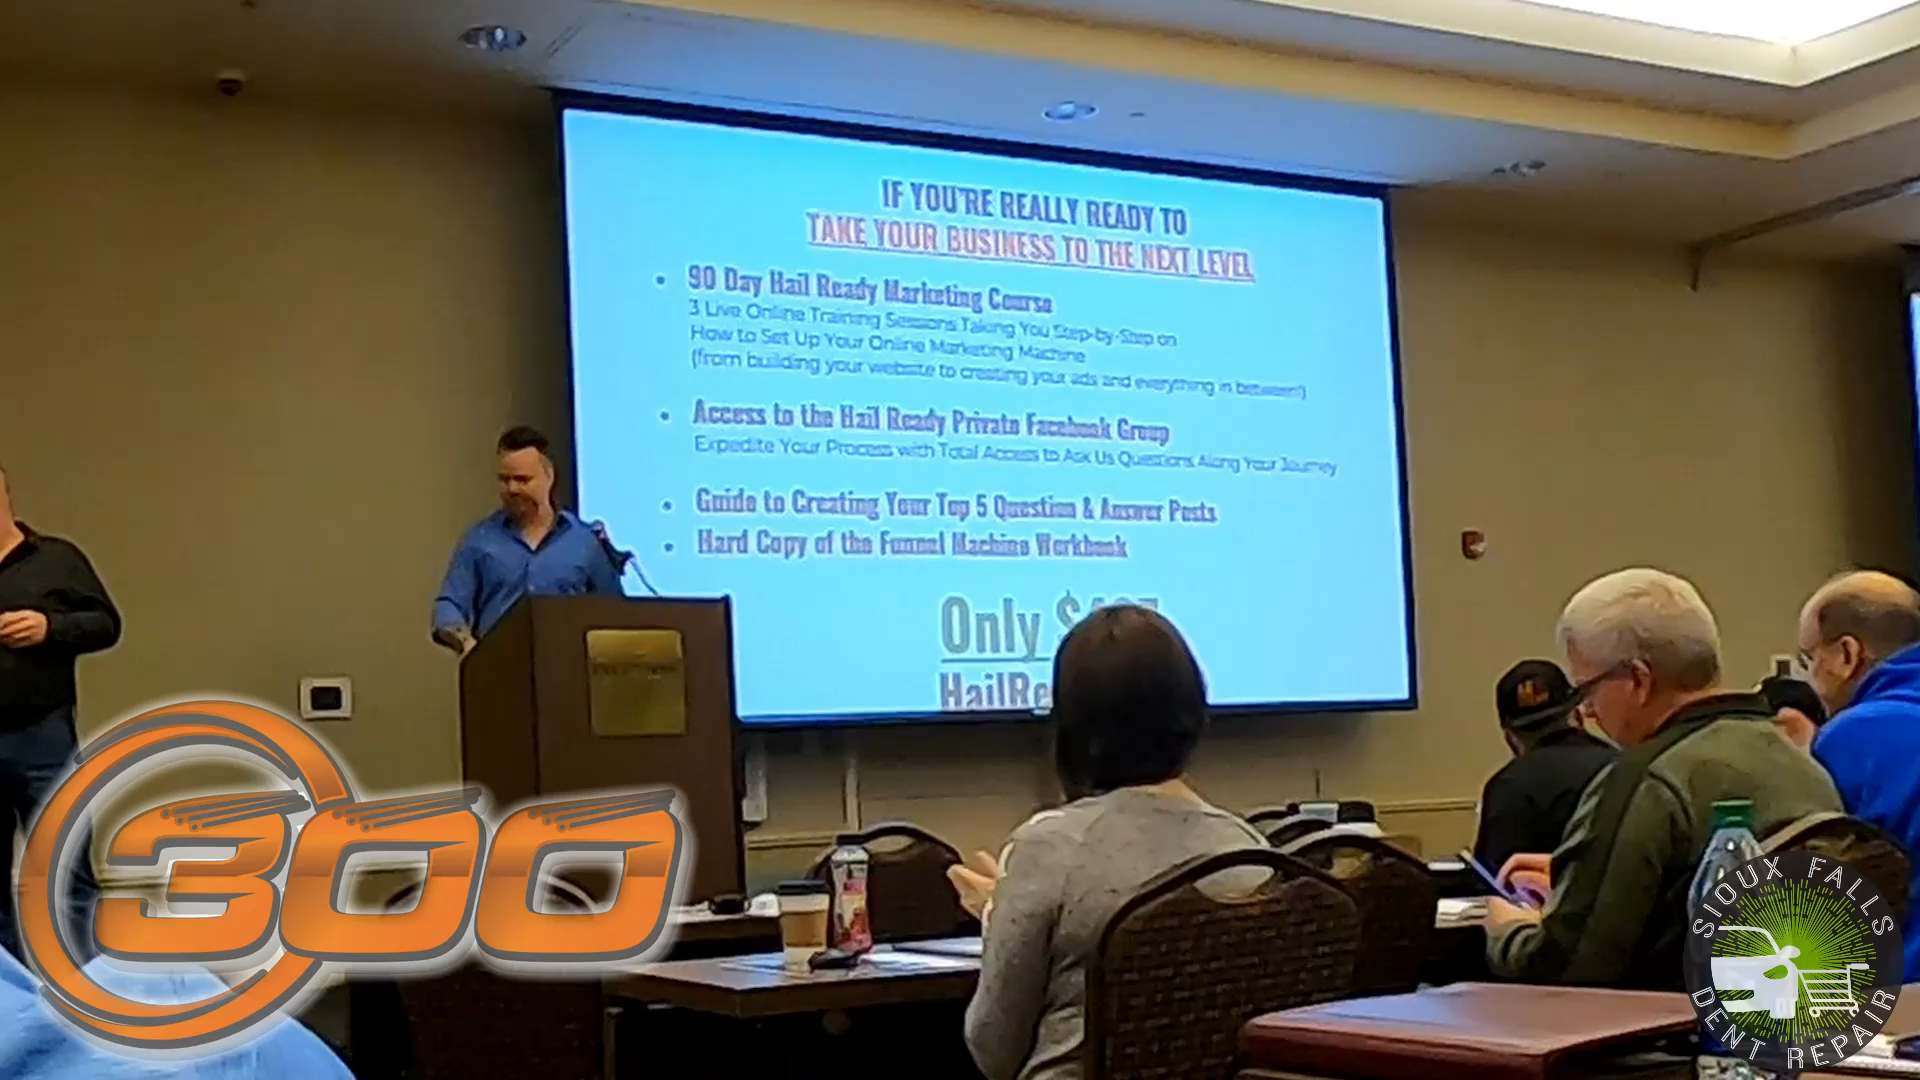 IF YOU'RE REALLY READY TO
TAKE YOUR BUSINESS TO THE NEXT LEVEL
• 90 Day Hail Ready Marketing Course
3 Live Online Training Sessions Taking You Step-by-Step on
How to Set Up Your Online Marketing Machine
(from building your website to creating your ads and everything in between!)
• Access to the Hail Ready Private Facebook Group
Expedite Your Process with Total Access to Ask Us Questions Along Your Journey
• Guide to Creating Your Top 5 Question & Answer Posts
• Hard Copy of the Funnel Machine Workbook
Only
300
SIOUX FALLS
DENT REPAIR